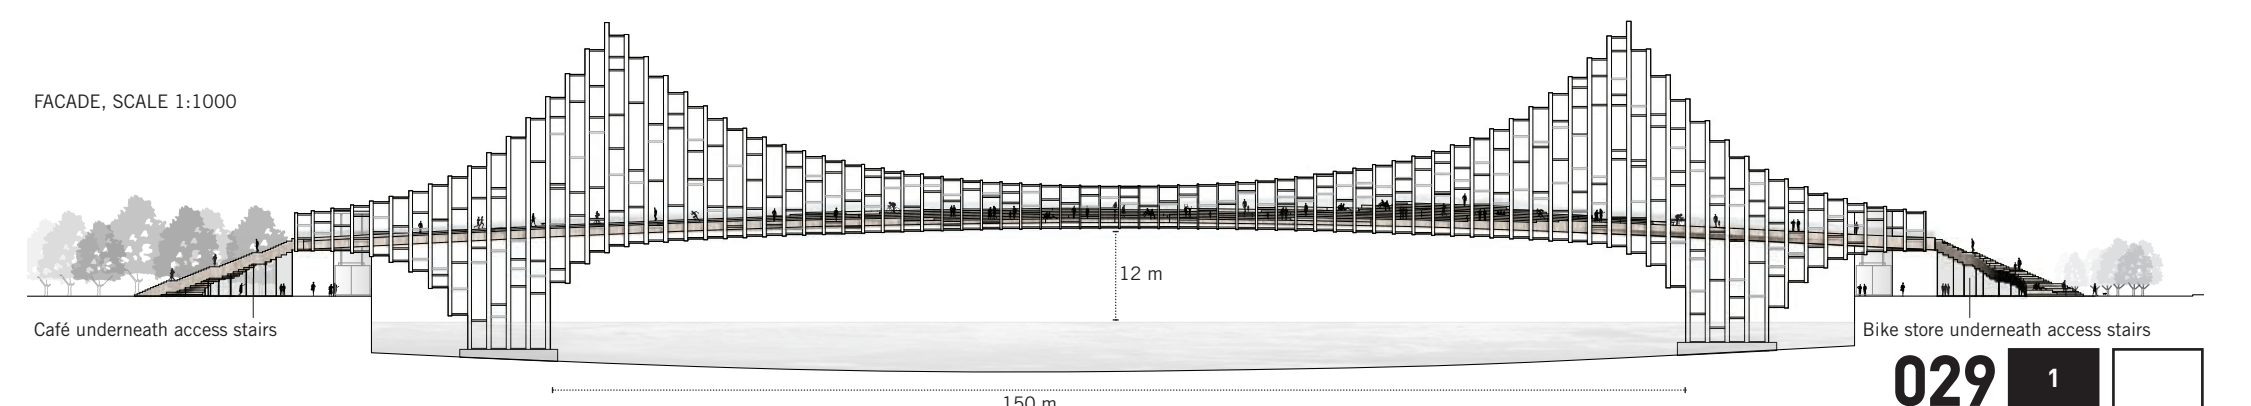 FACADE, SCALE 1:1000
12 m
Café underneath access stairs
Bike store underneath access stairs
029
1
150 m